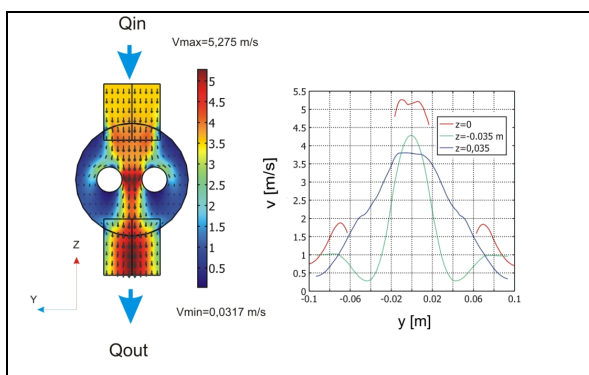 Qin
Vmax=5,275 m/s
5
4.5
4
3.5
3
2.5
2
1.5
1
0.5
Z
Y
Vmin=0,0317 m/s
Qout
v [m/s]
5.5
5
4.5
4
3.5
3
2.5
2
1.5
1
0.5
0
z=0
z=-0.035 m
z=0,035
-0.1 -0.06 -0.02 0.02 0.06 0.1
y [m]